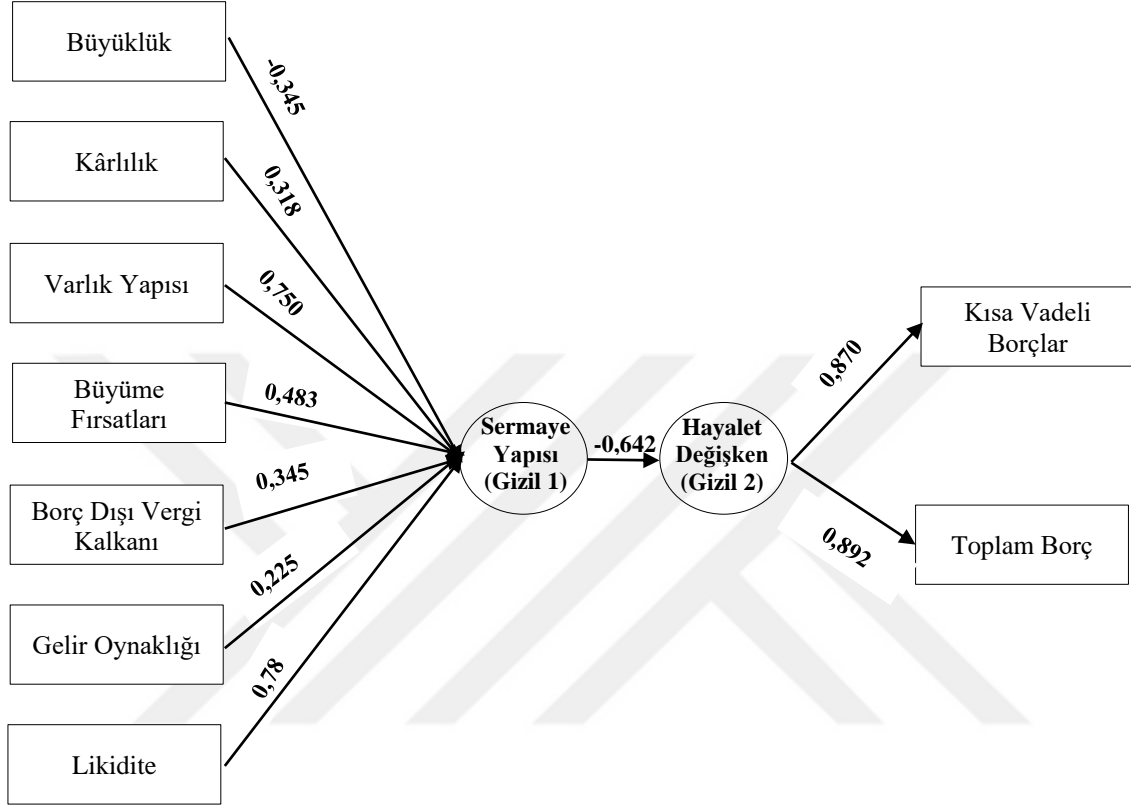 Büyüklük
-0,345
Kârlılık
0,318
Varlık Yapısı
0,750
Büyüme
Fırsatları
0,483
Borç Dışı Vergi
Kalkanı
0,345
Gelir Oynaklığı
0,225
Likidite
0,78
Sermaye
Yapısı
(Gizil 1)
-0,642
Hayalet
Değişken
(Gizil 2)
0,870
Kısa Vadeli
Borçlar
0,892
Toplam Borç